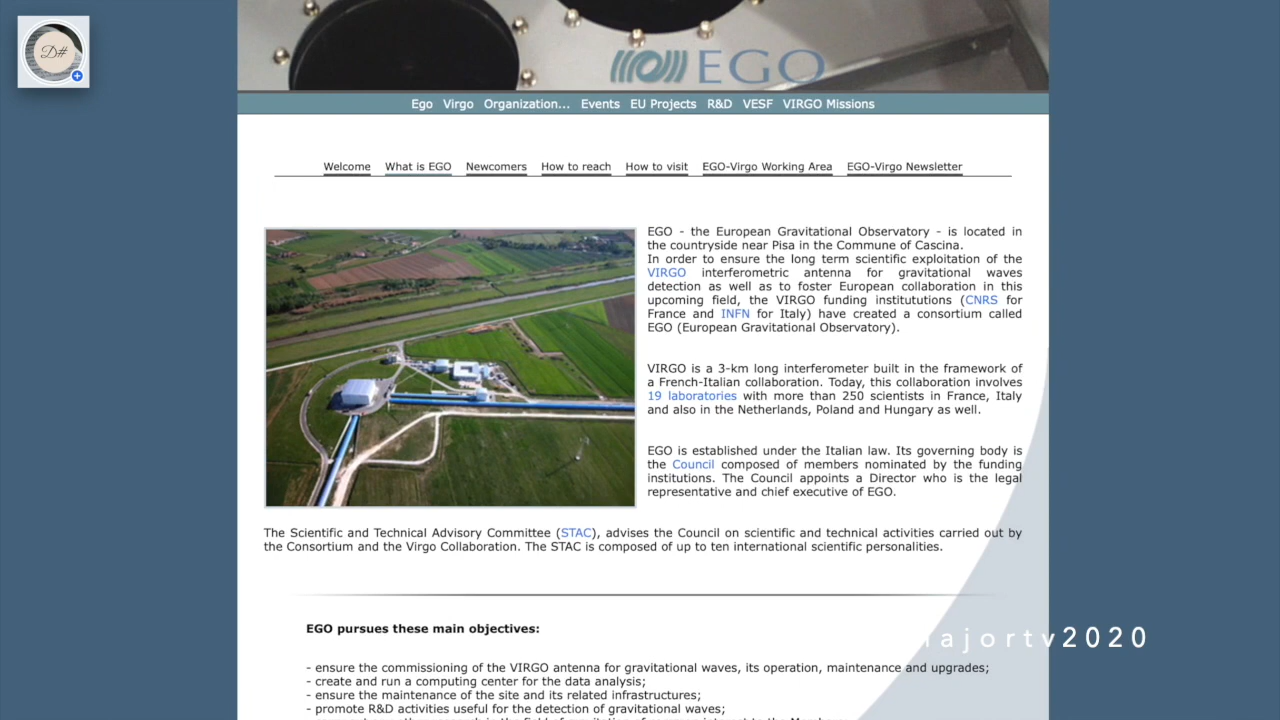 D#
EGO
Ego Virgo Organization... Events EU Projects R&D VESF VIRGO Missions
Welcome What is EGO Newcomers How to reach How to visit EGO-Virgo Working Area EGO-Virgo Newsletter
EGO - the European Gravitational Observatory - is located in
the countryside near Pisa in the Commune of Cascina.
In order to ensure the long term scientific exploitation of the
VIRGO interferometric antenna for gravitational waves
detection as well as to foster European collaboration in this
upcoming field, the VIRGO funding institututions (CNRS for
France and INFN for Italy) have created a consortium called
EGO (European Gravitational Observatory).
VIRGO is a 3-km long interferometer built in the framework of
a French-Italian collaboration. Today, this collaboration involves
19 laboratories with more than 250 scientists in France, Italy
and also in the Netherlands, Poland and Hungary as well.
EGO is established under the Italian law. Its governing body is
the Council composed of members nominated by the funding
institutions. The Council appoints a Director who is the legal
representative and chief executive of EGO.
The Scientific and Technical Advisory Committee (STAC), advises the Council on scientific and technical activities carried out by
the Consortium and the Virgo Collaboration. The STAC is composed of up to ten international scientific personalities.
EGO pursues these main objectives:
ajortv2020
- ensure the commissioning of the VIRGO antenna for gravitational waves, its operation, maintenance and upgrades;
- create and run a computing center for the data analysis;
- ensure the maintenance of the site and its related infrastructures;
- promote R&D activities useful for the detection of gravitational waves;